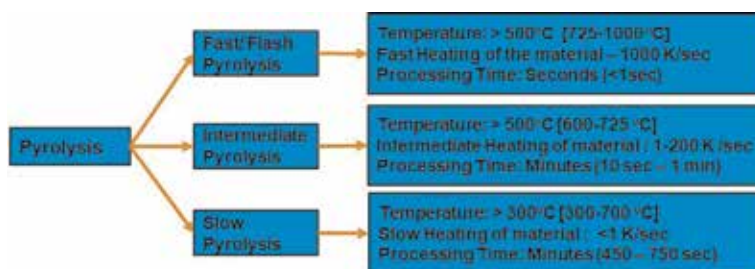 Pyrolysis
Fast/Flash
Pyrolysis
Temperature: > 500°C [725-1000 °C]
Fast Heating of the material – 1000 K/sec
Processing Time: Seconds (<1sec)
Intermediate
Pyrolysis
Temperature: > 500°C [600-725 °C]
Intermediate Heating of material : 1-200 K /sec
Processing Time: Minutes (10 sec – 1 min)
Slow
Pyrolysis
Temperature: > 300°C [300-700 °C]
Slow Heating of material : <1 K/sec
Processing Time: Minutes (450 – 750 sec)